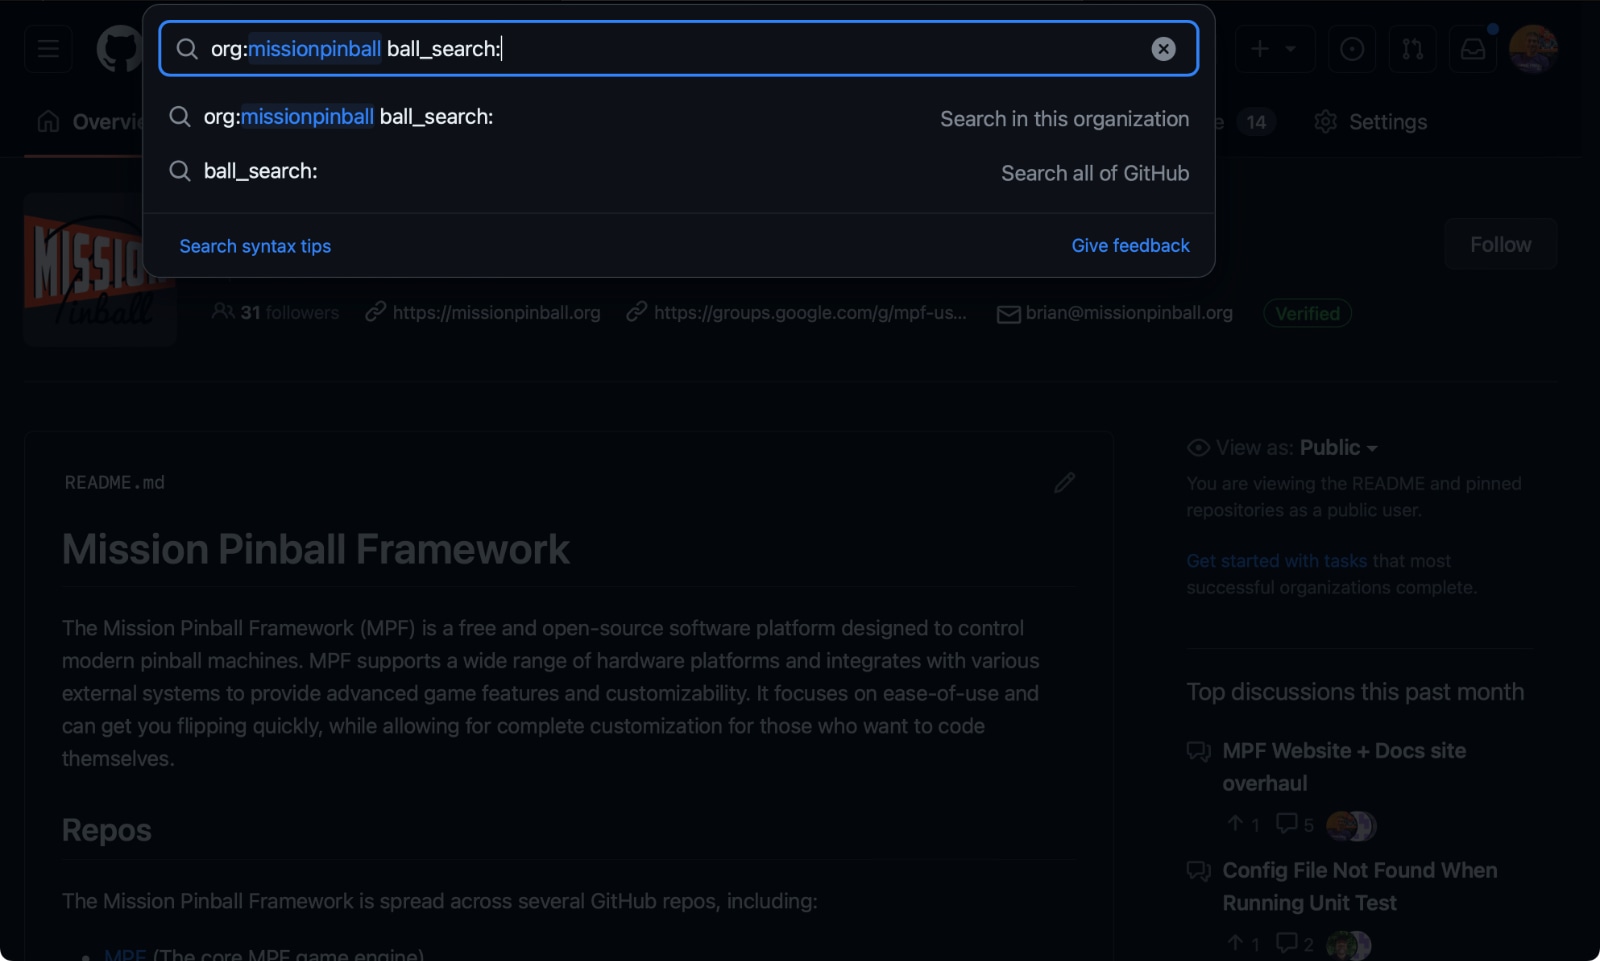 org:missionpinball ball_search:
org:missionpinball ball_search:
Search in this organization
ball_search:
Search all of GitHub
Search syntax tips
Give feedback
14
Settings
Follow
31 followers
https://missionpinball.org
https://groups.google.com/g/mpf-us...
brian@missionpinball.org
Verified
README.md
Mission Pinball Framework
The Mission Pinball Framework (MPF) is a free and open-source software platform designed to control
modern pinball machines. MPF supports a wide range of hardware platforms and integrates with various
external systems to provide advanced game features and customizability. It focuses on ease-of-use and
can get you flipping quickly, while allowing for complete customization for those who want to code
themselves.
Repos
The Mission Pinball Framework is spread across several GitHub repos, including:
MPF (The core MPF game engine)
View as: Public
You are viewing the README and pinned
repositories as a public user.
Get started with tasks that most
successful organizations complete.
Top discussions this past month
MPF Website + Docs site
overhaul
1 5
Config File Not Found When
Running Unit Test
1 2